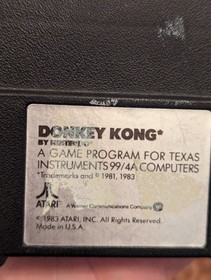 DONKEY KONG*
BY NINTENDO
A GAME PROGRAM FOR TEXAS
INSTRUMENTS 99/4A COMPUTERS
*Trademarks and © 1981, 1983
ATARI® A Warner Communications Company
© 1983 ATARI, INC. All Rights Reserved.
Made in U.S.A.